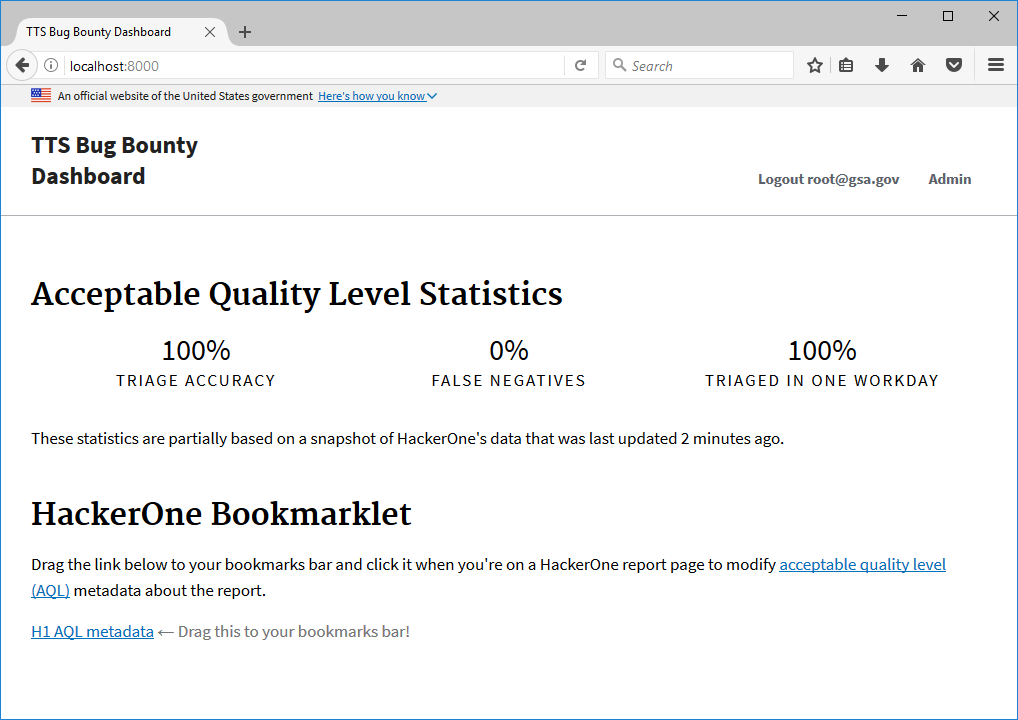 TTS Bug Bounty Dashboard
localhost:8000
Search
An official website of the United States government Here's how you know
TTS Bug Bounty
Dashboard
Logout root@gsa.gov Admin
Acceptable Quality Level Statistics
100% 0% 100%
TRIAGE ACCURACY FALSE NEGATIVES TRIAGED IN ONE WORKDAY
These statistics are partially based on a snapshot of HackerOne's data that was last updated 2 minutes ago.
HackerOne Bookmarklet
Drag the link below to your bookmarks bar and click it when you're on a HackerOne report page to modify acceptable quality level
(AQL) metadata about the report.
H1 AQL metadata ← Drag this to your bookmarks bar!